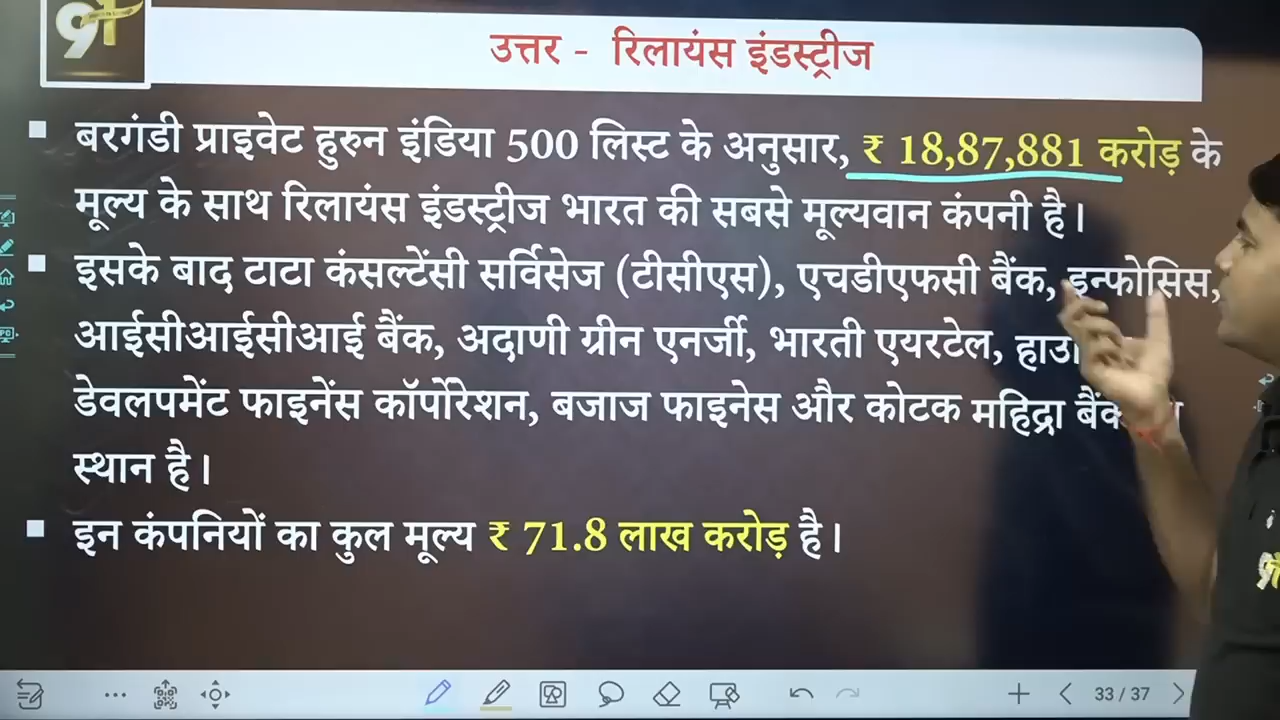 उत्तर - रिलायंस इंडस्ट्रीज
▪ बरगंडी प्राइवेट हुरुन इंडिया 500 लिस्ट के अनुसार, ₹ 18,87,881 करोड़ के
मूल्य के साथ रिलायंस इंडस्ट्रीज भारत की सबसे मूल्यवान कंपनी है।
▪ इसके बाद टाटा कंसल्टेंसी सर्विसेज (टीसीएस), एचडीएफसी बैंक, इन्फोसिस,
आईसीआईसीआई बैंक, अदाणी ग्रीन एनर्जी, भारती एयरटेल,
डेवलपमेंट फाइनेंस कॉर्पोरेशन, बजाज फाइनेस और कोटक महिद्रा बैंक
स्थान है।
▪ इन कंपनियों का कुल मूल्य ₹ 71.8 लाख करोड़ है।
33 / 37